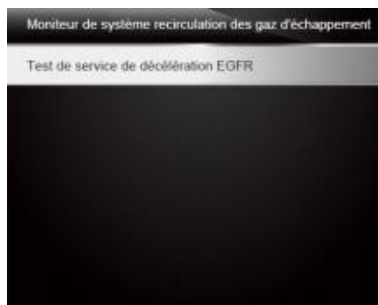 Moniteur de système recirculation des gaz d'échappement
Test de service de décélération EGFR